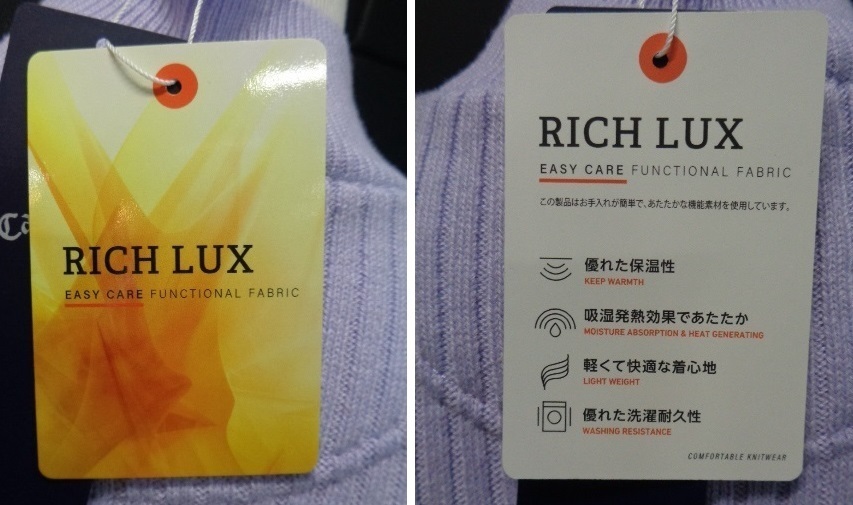 RICH LUX
EASY CARE FUNCTIONAL FABRIC
RICH LUX
EASY CARE FUNCTIONAL FABRIC
この製品はお手入れが簡単で、あたたかな機能素材を使用しています。
優れた保温性
KEEP WARMTH
吸湿発熱効果であたたか
MOISTURE ABSORPTION & HEAT GENERATING
軽くて快適な着心地
LIGHT WEIGHT
優れた洗濯耐久性
WASHING RESISTANCE
COMFORTABLE KNITWEAR